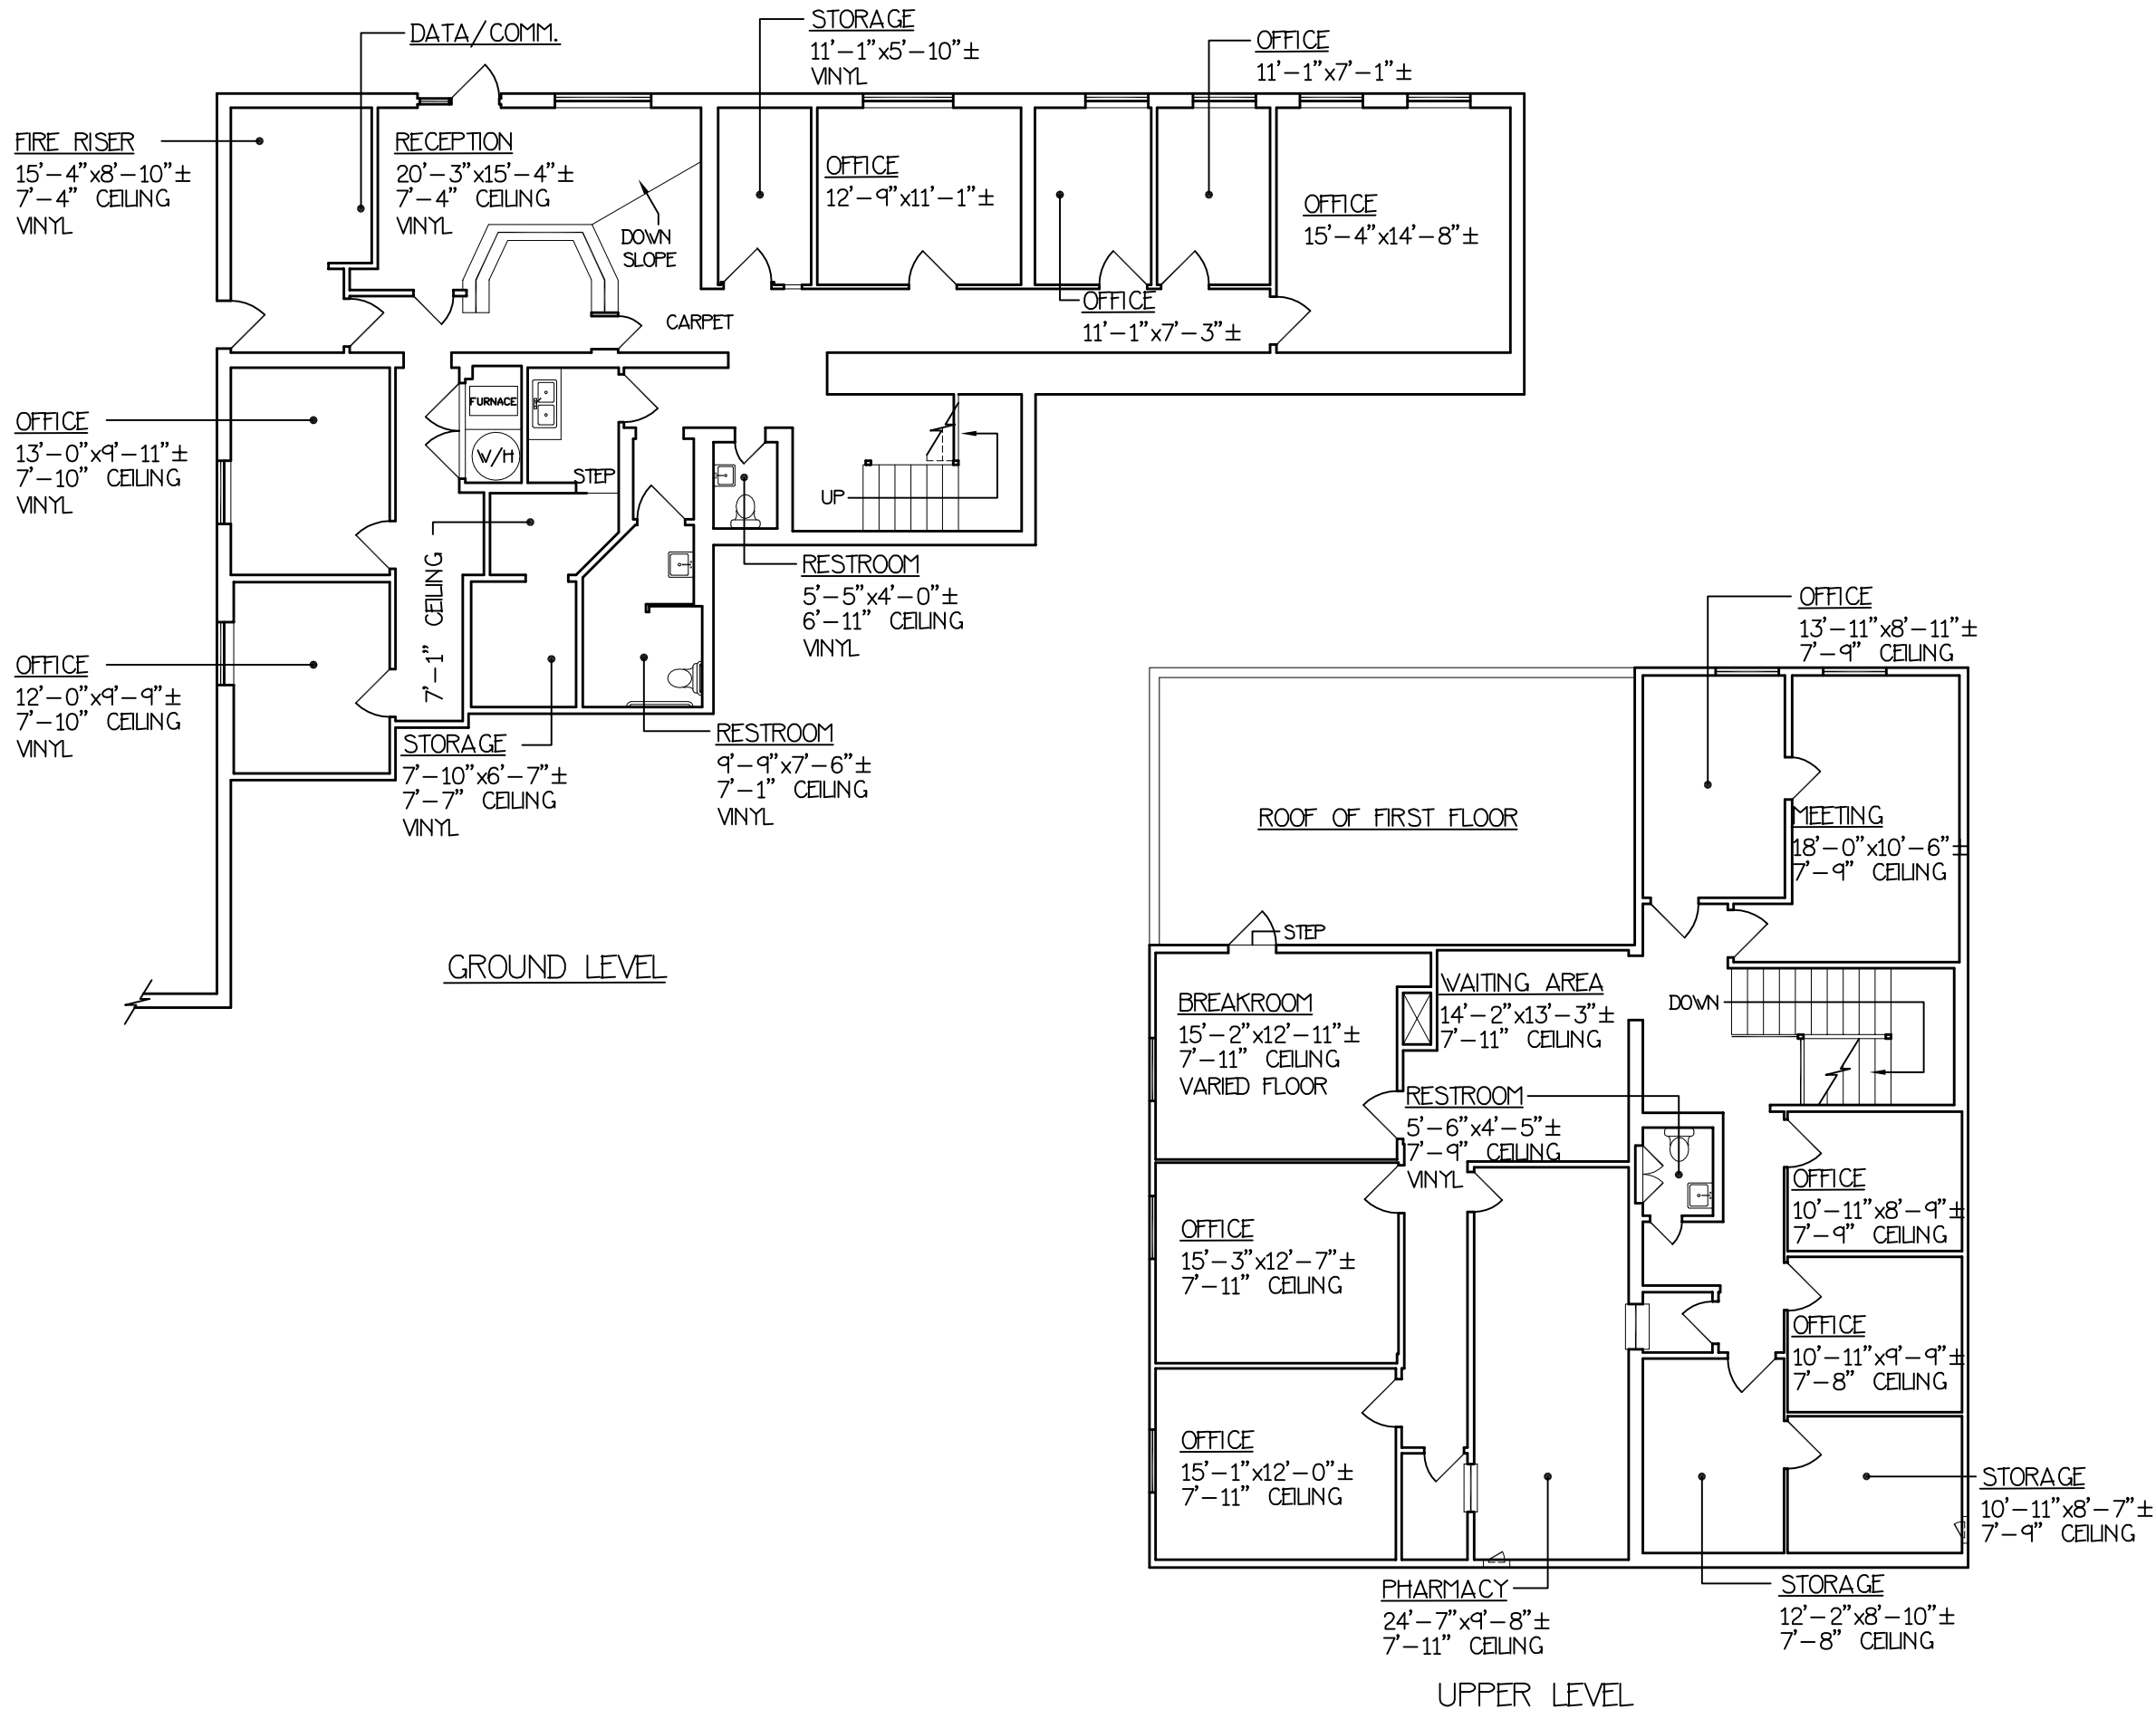 DATA/COMM.
STORAGE
11'-1"x5'-10"±
VINYL
OFFICE
11'-1"x7'-1"±
FIRE RISER
15'-4"x8'-10"±
7'-4" CEILING
VINYL
RECEPTION
20'-3"x15'-4"±
7'-4" CEILING
VINYL
OFFICE
12'-9"x11'-1"±
OFFICE
15'-4"x14'-8"±
DOWN
SLOPE
OFFICE
11'-1"x7'-3"±
CARPET
OFFICE
13'-0"x9'-11"±
7'-10" CEILING
VINYL
FURNACE
W/H
STEP
UP
7'-1" CEILING
RESTROOM
5'-5"x4'-0"±
6'-11" CEILING
VINYL
OFFICE
12'-0"x9'-9"±
7'-10" CEILING
VINYL
STORAGE
7'-10"x6'-7"±
7'-7" CEILING
VINYL
RESTROOM
9'-9"x7'-6"±
7'-1" CEILING
VINYL
GROUND LEVEL
OFFICE
13'-11"x8'-11"±
7'-9" CEILING
ROOF OF FIRST FLOOR
MEETING
18'-0"x10'-6"±
7'-9" CEILING
STEP
BREAKROOM
15'-2"x12'-11"±
7'-11" CEILING
VARIED FLOOR
WAITING AREA
14'-2"x13'-3"±
7'-11" CEILING
DOWN
RESTROOM
5'-6"x4'-5"±
7'-9" CEILING
VINYL
OFFICE
10'-11"x8'-9"±
7'-9" CEILING
OFFICE
15'-3"x12'-7"±
7'-11" CEILING
OFFICE
10'-11"x9'-9"±
7'-8" CEILING
OFFICE
15'-1"x12'-0"±
7'-11" CEILING
STORAGE
10'-11"x8'-7"±
7'-9" CEILING
PHARMACY
24'-7"x9'-8"±
7'-11" CEILING
STORAGE
12'-2"x8'-10"±
7'-8" CEILING
UPPER LEVEL